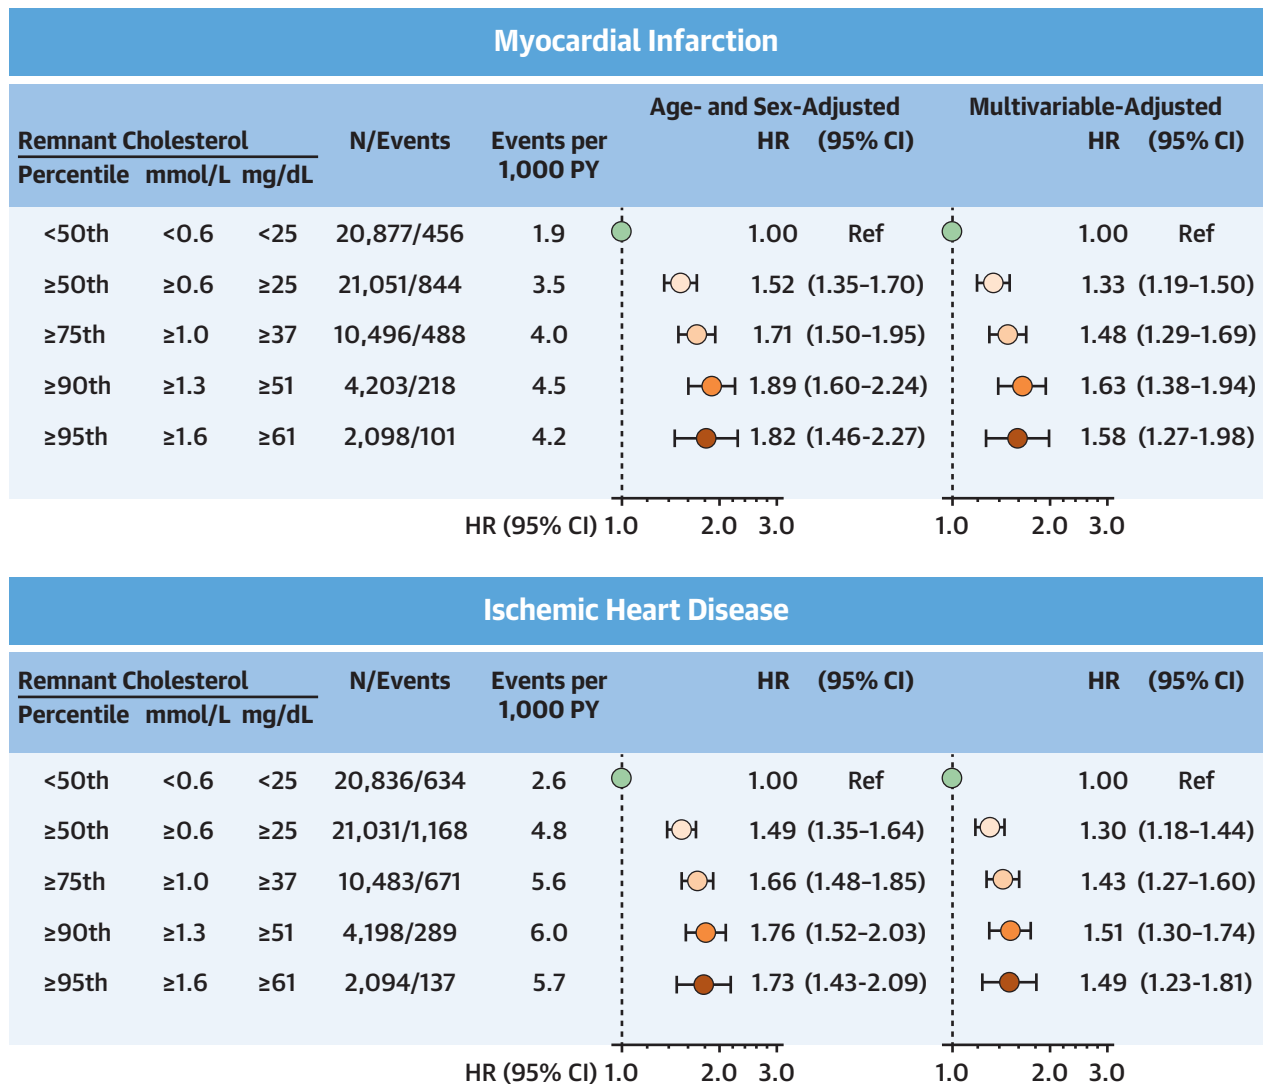 Myocardial Infarction
Age- and Sex-Adjusted Multivariable-Adjusted
Remnant Cholesterol N/Events Events per HR (95% CI) HR (95% CI)
Percentile mmol/L mg/dL 1,000 PY
<50th <0.6 <25 20,877/456 1.9 1.00 Ref 1.00 Ref
≥50th ≥0.6 ≥25 21,051/844 3.5 1.52 (1.35–1.70) 1.33 (1.19–1.50)
≥75th ≥1.0 ≥37 10,496/488 4.0 1.71 (1.50–1.95) 1.48 (1.29–1.69)
≥90th ≥1.3 ≥51 4,203/218 4.5 1.89 (1.60–2.24) 1.63 (1.38–1.94)
≥95th ≥1.6 ≥61 2,098/101 4.2 1.82 (1.46-2.27) 1.58 (1.27-1.98)
HR (95% CI) 1.0 2.0 3.0 1.0 2.0 3.0
Ischemic Heart Disease
Remnant Cholesterol N/Events Events per HR (95% CI) HR (95% CI)
Percentile mmol/L mg/dL 1,000 PY
<50th <0.6 <25 20,836/634 2.6 1.00 Ref 1.00 Ref
≥50th ≥0.6 ≥25 21,031/1,168 4.8 1.49 (1.35–1.64) 1.30 (1.18–1.44)
≥75th ≥1.0 ≥37 10,483/671 5.6 1.66 (1.48–1.85) 1.43 (1.27–1.60)
≥90th ≥1.3 ≥51 4,198/289 6.0 1.76 (1.52–2.03) 1.51 (1.30–1.74)
≥95th ≥1.6 ≥61 2,094/137 5.7 1.73 (1.43-2.09) 1.49 (1.23-1.81)
HR (95% CI) 1.0 2.0 3.0 1.0 2.0 3.0